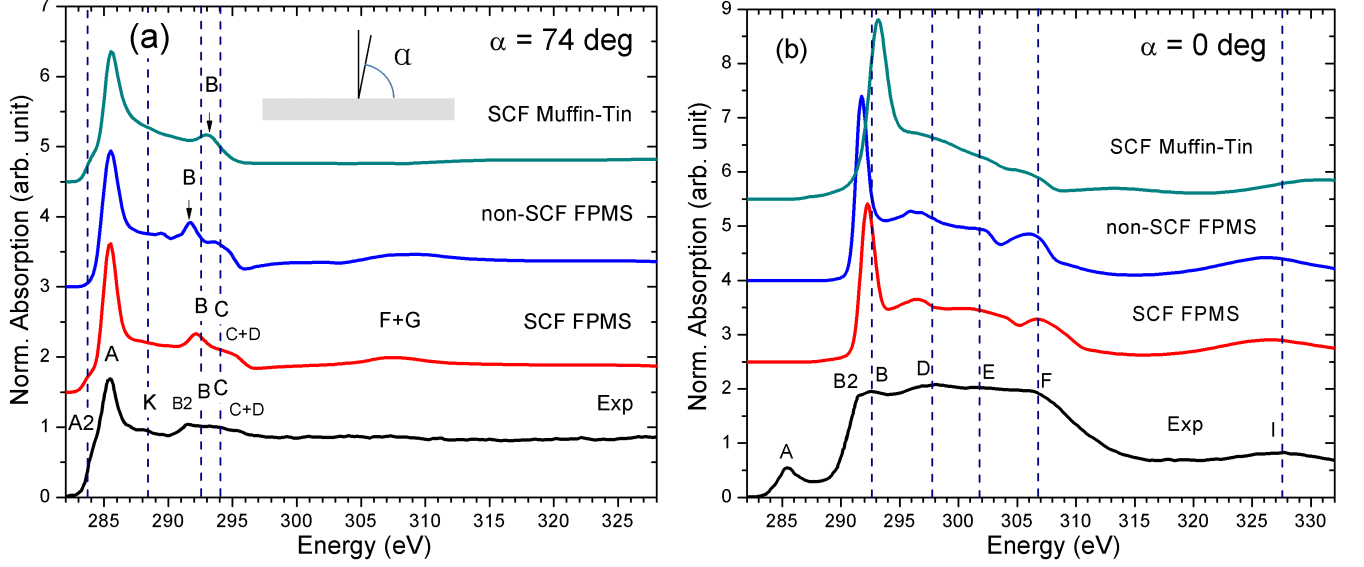 (a)
α = 74 deg
α
B
SCF Muffin-Tin
B
non-SCF FPMS
B
C
C+D
F+G
SCF FPMS
A
A2
K
B2
B
C
C+D
Exp
7
6
5
4
3
2
1
0
285
290
295
300
305
310
315
320
325
Energy (eV)
Norm. Absorption (arb. unit)
(b)
α = 0 deg
SCF Muffin-Tin
non-SCF FPMS
SCF FPMS
B2
B
D
E
F
A
Exp
I
9
8
7
6
5
4
3
2
1
0
285
290
295
300
305
310
315
320
325
330
Energy (eV)
Norm. Absorption (arb. unit)